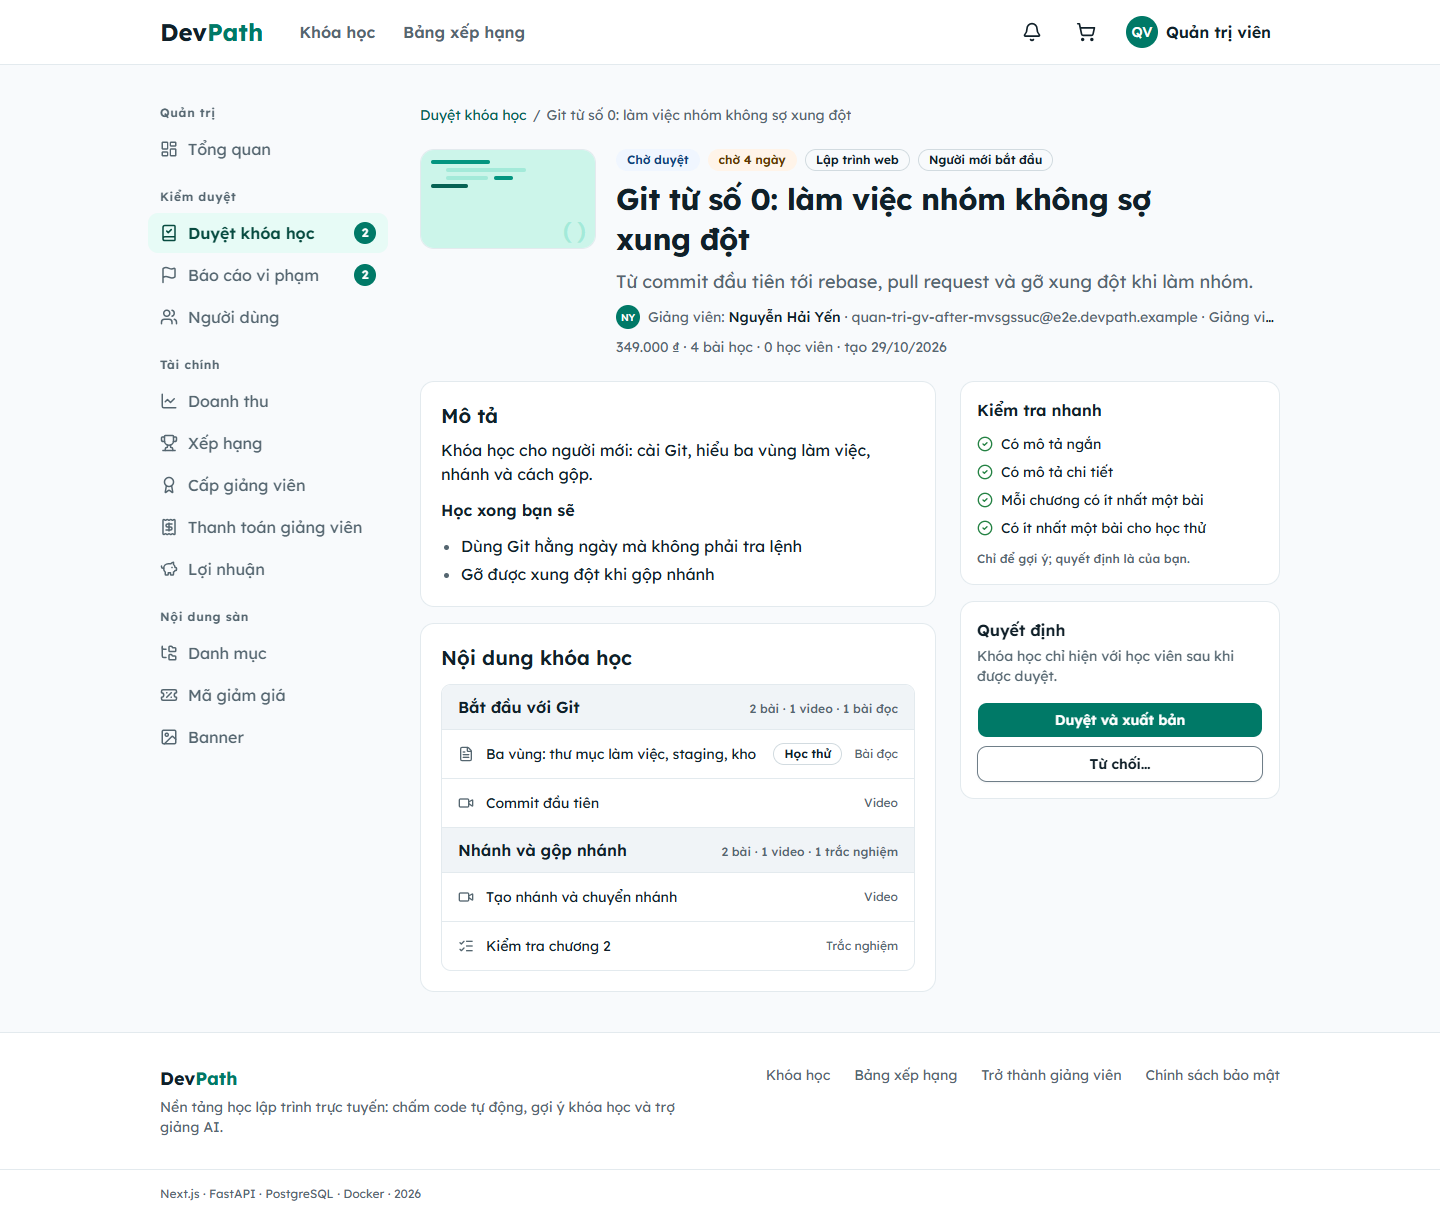 DevPath
Khóa học
Bảng xếp hạng
QV
Quản trị viên
Quản trị
Tổng quan
Kiểm duyệt
Duyệt khóa học
2
Báo cáo vi phạm
2
Người dùng
Tài chính
Doanh thu
Xếp hạng
Cấp giảng viên
Thanh toán giảng viên
Lợi nhuận
Nội dung sàn
Danh mục
Mã giảm giá
Banner
Duyệt khóa học / Git từ số 0: làm việc nhóm không sợ xung đột
( )
Chờ duyệt
chờ 4 ngày
Lập trình web
Người mới bắt đầu
Git từ số 0: làm việc nhóm không sợ
xung đột
Từ commit đầu tiên tới rebase, pull request và gỡ xung đột khi làm nhóm.
NY
Giảng viên: Nguyễn Hải Yến · quan-tri-gv-after-mvsgssuc@e2e.devpath.example · Giảng vi...
349.000 ₫ · 4 bài học · 0 học viên · tạo 29/10/2026
Mô tả
Khóa học cho người mới: cài Git, hiểu ba vùng làm việc,
nhánh và cách gộp.
Học xong bạn sẽ
Dùng Git hằng ngày mà không phải tra lệnh
Gỡ được xung đột khi gộp nhánh
Nội dung khóa học
Bắt đầu với Git
2 bài · 1 video · 1 bài đọc
Ba vùng: thư mục làm việc, staging, kho
Học thử
Bài đọc
Commit đầu tiên
Video
Nhánh và gộp nhánh
2 bài · 1 video · 1 trắc nghiệm
Tạo nhánh và chuyển nhánh
Video
Kiểm tra chương 2
Trắc nghiệm
Kiểm tra nhanh
Có mô tả ngắn
Có mô tả chi tiết
Mỗi chương có ít nhất một bài
Có ít nhất một bài cho học thử
Chỉ để gợi ý; quyết định là của bạn.
Quyết định
Khóa học chỉ hiện với học viên sau khi
được duyệt.
Duyệt và xuất bản
Từ chối...
DevPath
Nền tảng học lập trình trực tuyến: chấm code tự động, gợi ý khóa học và trợ
giảng AI.
Khóa học
Bảng xếp hạng
Trở thành giảng viên
Chính sách bảo mật
Next.js · FastAPI · PostgreSQL · Docker · 2026